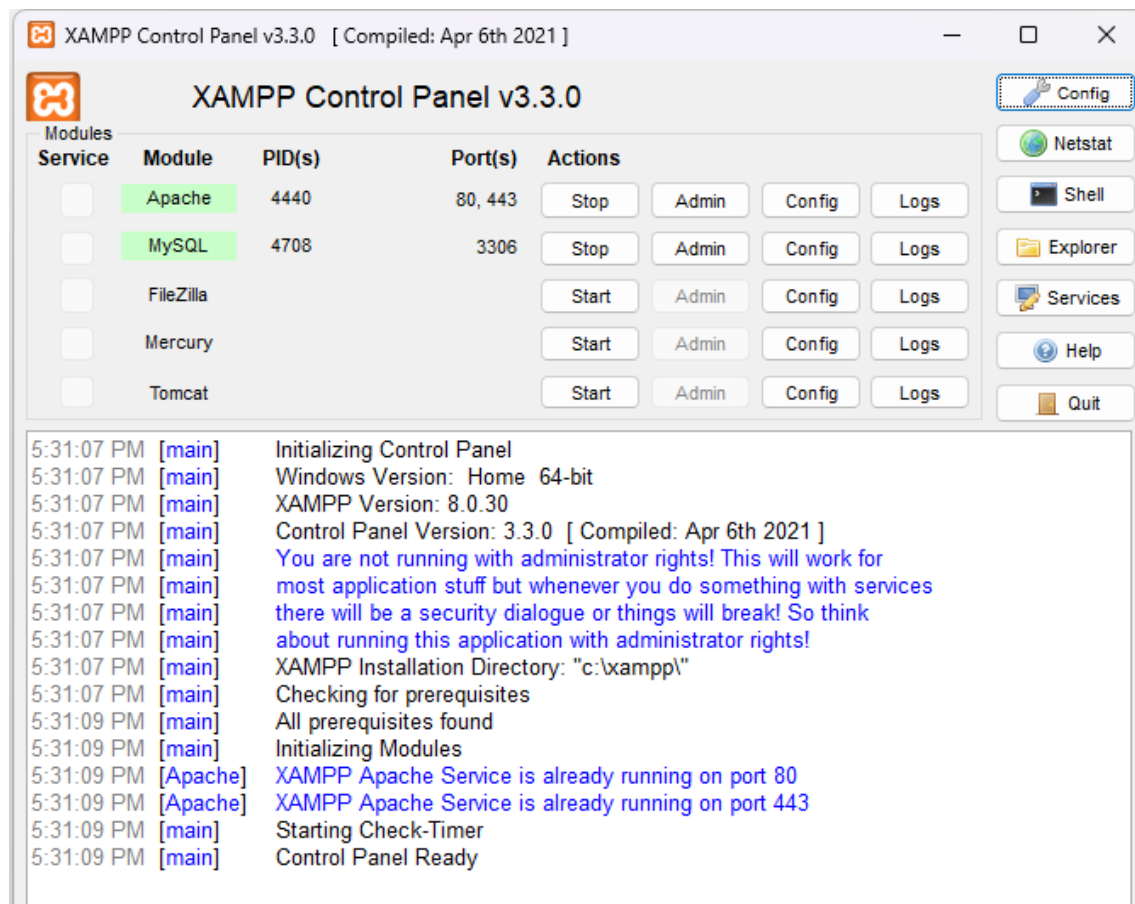 XAMPP Control Panel v3.3.0 [ Compiled: Apr 6th 2021 ]
XAMPP Control Panel v3.3.0
Config
Modules
Service Module PID(s) Port(s) Actions
Netstat
Apache 4440 80, 443 Stop Admin Config Logs
Shell
MySQL 4708 3306 Stop Admin Config Logs
Explorer
FileZilla Start Admin Config Logs
Services
Mercury Start Admin Config Logs
Help
Tomcat Start Admin Config Logs
Quit
5:31:07 PM [main] Initializing Control Panel
5:31:07 PM [main] Windows Version: Home 64-bit
5:31:07 PM [main] XAMPP Version: 8.0.30
5:31:07 PM [main] Control Panel Version: 3.3.0 [ Compiled: Apr 6th 2021 ]
5:31:07 PM [main] You are not running with administrator rights! This will work for
5:31:07 PM [main] most application stuff but whenever you do something with services
5:31:07 PM [main] there will be a security dialogue or things will break! So think
5:31:07 PM [main] about running this application with administrator rights!
5:31:07 PM [main] XAMPP Installation Directory: "c:\xampp\"
5:31:07 PM [main] Checking for prerequisites
5:31:09 PM [main] All prerequisites found
5:31:09 PM [main] Initializing Modules
5:31:09 PM [Apache] XAMPP Apache Service is already running on port 80
5:31:09 PM [Apache] XAMPP Apache Service is already running on port 443
5:31:09 PM [main] Starting Check-Timer
5:31:09 PM [main] Control Panel Ready